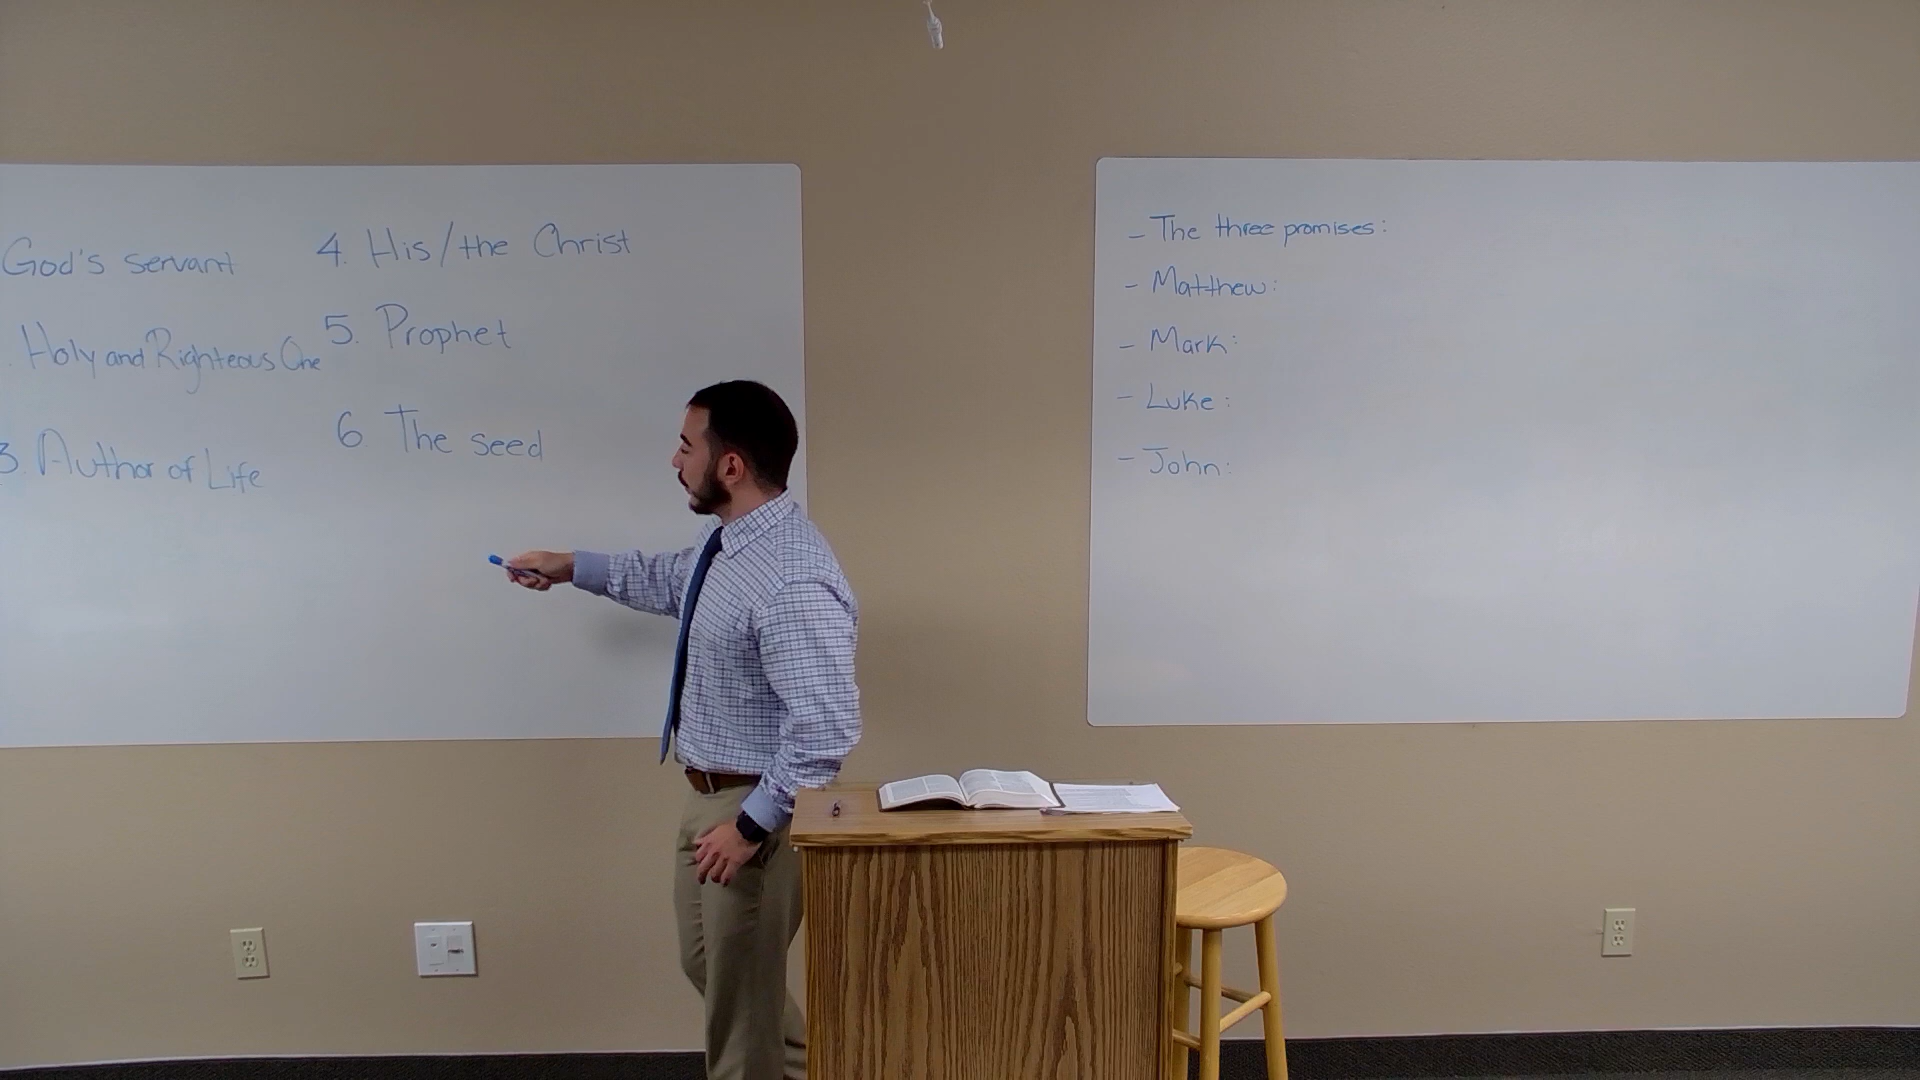 God's servant
Holy and Righteous One
3. Author of Life
4. His/the Christ
5. Prophet
6. The seed
- The three promises:
- Matthew:
- Mark:
- Luke:
- John: